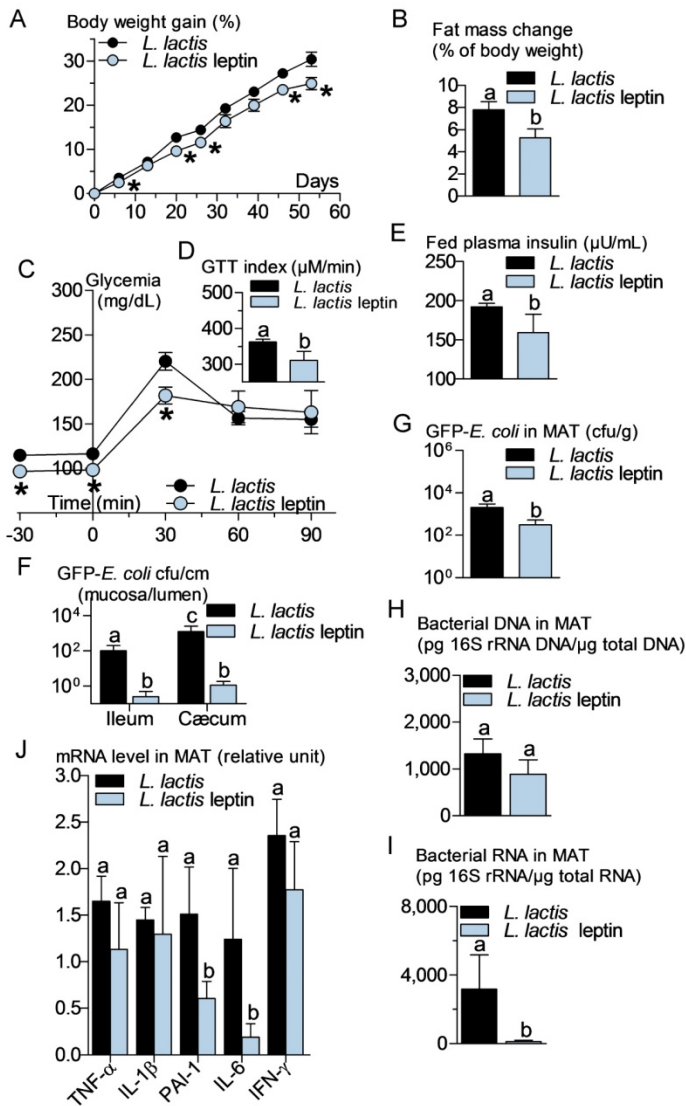 A
Body weight gain (%)
L. lactis
L. lactis leptin
30
20
10
0
* * * * *
Days
0 10 20 30 40 50 60
B
Fat mass change
(% of body weight)
L. lactis
L. lactis leptin
8
6
4
2
0
a b
C
Glycemia
(mg/dL)
300
250
200
150
100
* * *
L. lactis
L. lactis leptin
Time (min)
-30 0 30 60 90
D
GTT index (µM/min)
L. lactis
L. lactis leptin
500
400
300
a b
E
Fed plasma insulin (µU/mL)
L. lactis
L. lactis leptin
200
150
100
a b
F
GFP-E. coli cfu/cm
(mucosa/lumen)
L. lactis
L. lactis leptin
10⁴
10²
10⁰
a b c b
Ileum Cæcum
G
GFP-E. coli in MAT (cfu/g)
L. lactis
L. lactis leptin
10⁶
10⁴
10²
10⁰
a b
H
Bacterial DNA in MAT
(pg 16S rRNA DNA/µg total DNA)
L. lactis
L. lactis leptin
3,000
2,000
1,000
0
a a
I
Bacterial RNA in MAT
(pg 16S rRNA/µg total RNA)
L. lactis
L. lactis leptin
8,000
4,000
0
a b
J
mRNA level in MAT (relative unit)
L. lactis
L. lactis leptin
3.0
2.5
2.0
1.5
1.0
0.5
0.0
a a a a a b a b a a
TNF-α IL-1β PAI-1 IL-6 IFN-γ